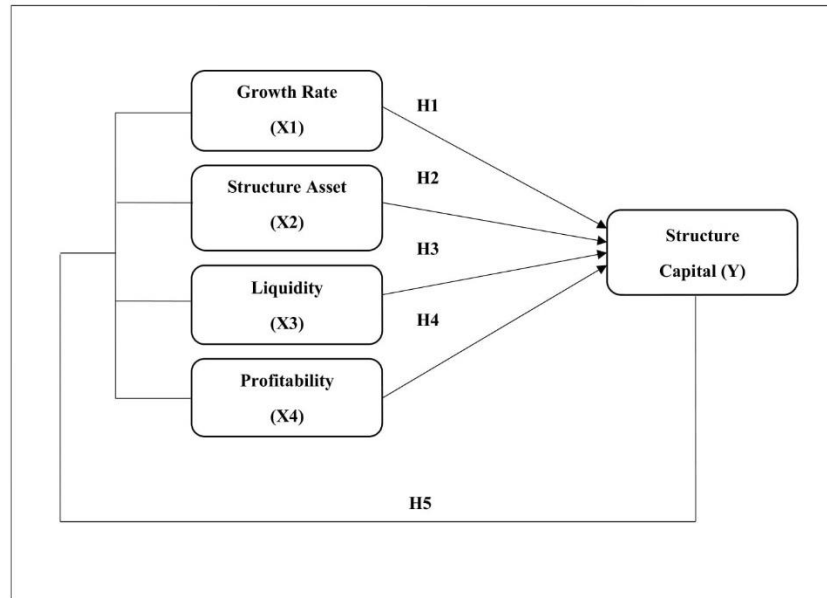 Growth Rate
(X1)
H1
Structure Asset
(X2)
H2
H3
Structure
Capital (Y)
Liquidity
(X3)
H4
Profitability
(X4)
H5